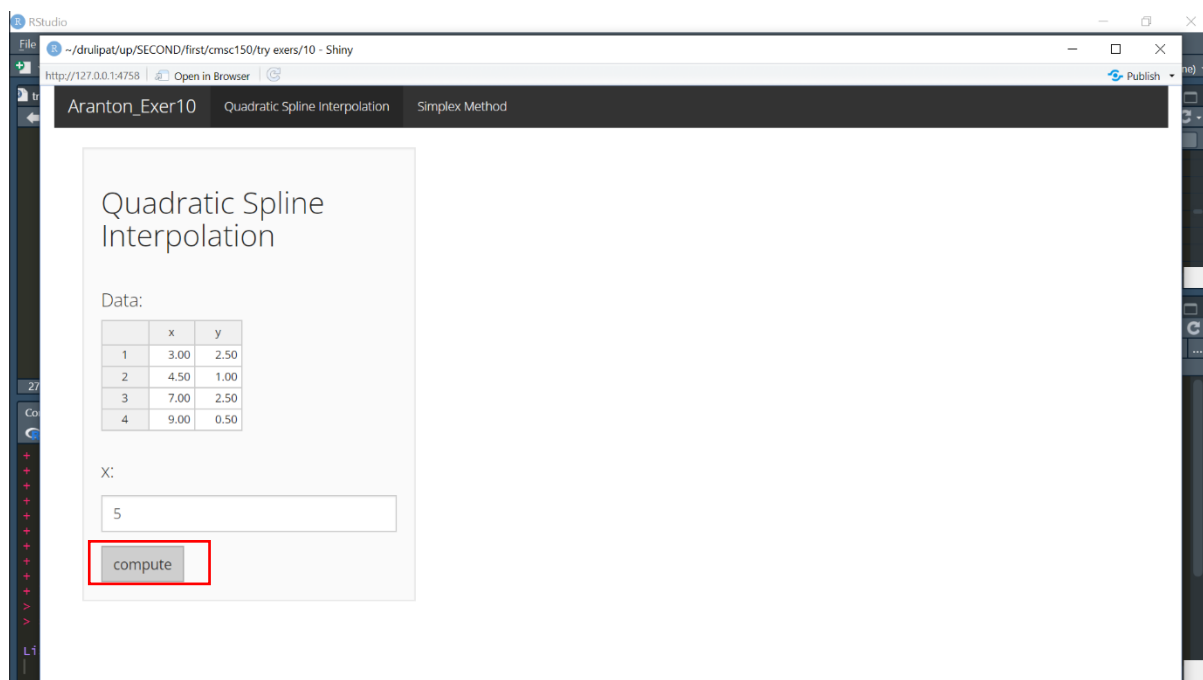 RStudio
File
~/drulipat/up/SECOND/first/cmsc150/try exers/10 - Shiny
http://127.0.0.1:4758 Open in Browser Publish
Aranton_Exer10 Quadratic Spline Interpolation Simplex Method
Quadratic Spline
Interpolation
Data:
x y
1 3.00 2.50
2 4.50 1.00
3 7.00 2.50
4 9.00 0.50
x:
5
compute
27
+
+
+
+
+
+
+
+
+
+
>
>